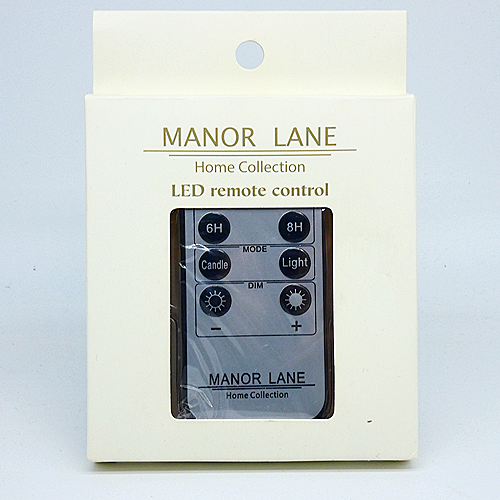 MANOR LANE
Home Collection
LED remote control
6H 8H
MODE
Candle Light
DIM
- +
MANOR LANE
Home Collection